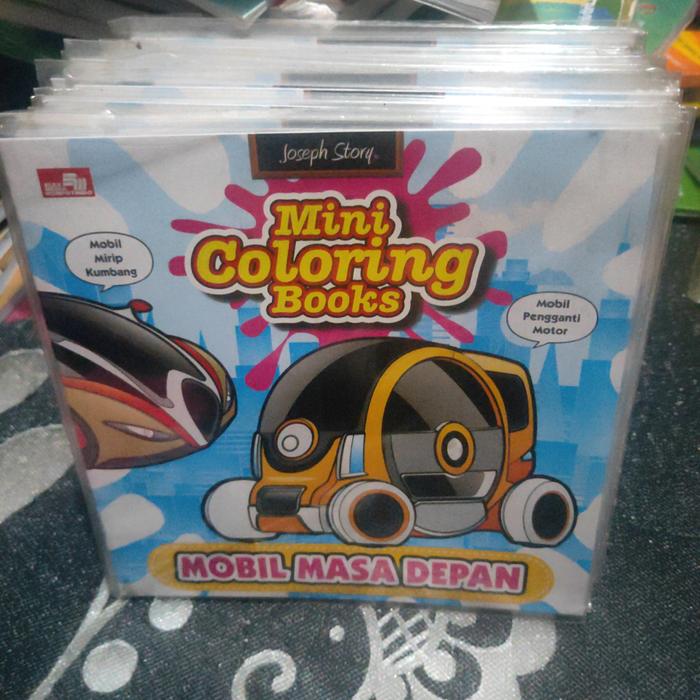 Joseph Story
Mini
Coloring
Books
Mobil
Mirip
Kumbang
Mobil
Pengganti
Motor
MOBIL MASA DEPAN